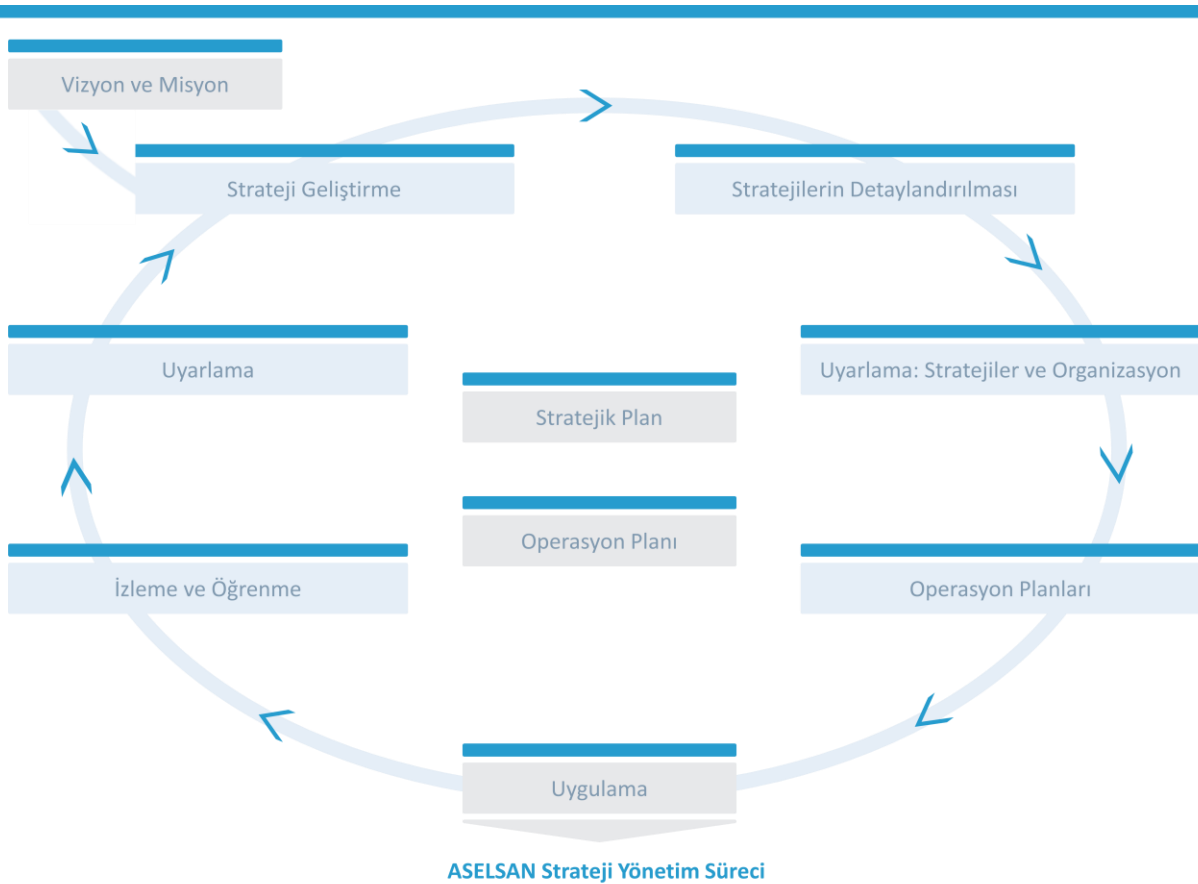 Vizyon ve Misyon
Strateji Geliştirme
Stratejilerin Detaylandırılması
Uyarlama
Uyarlama: Stratejiler ve Organizasyon
Stratejik Plan
Operasyon Planı
İzleme ve Öğrenme
Operasyon Planları
Uygulama
ASELSAN Strateji Yönetim Süreci